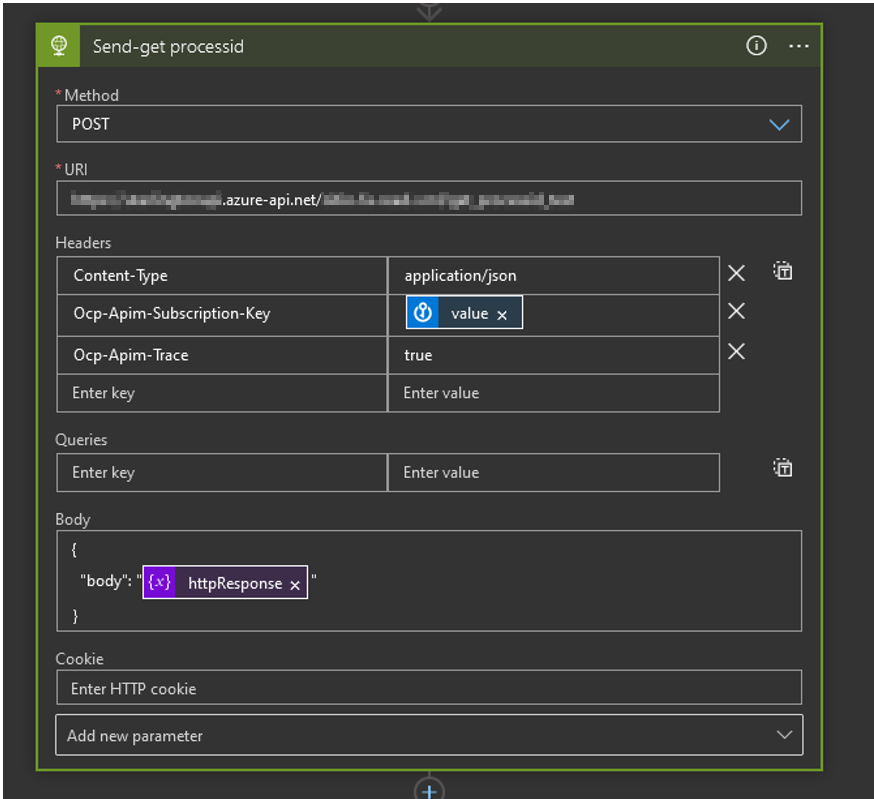 Send-get processid
* Method
POST
* URI
.azure-api.net/
Headers
Content-Type application/json
Ocp-Apim-Subscription-Key value ×
Ocp-Apim-Trace true
Enter key Enter value
Queries
Enter key Enter value
Body
{
"body": "{x} httpResponse × "
}
Cookie
Enter HTTP cookie
Add new parameter